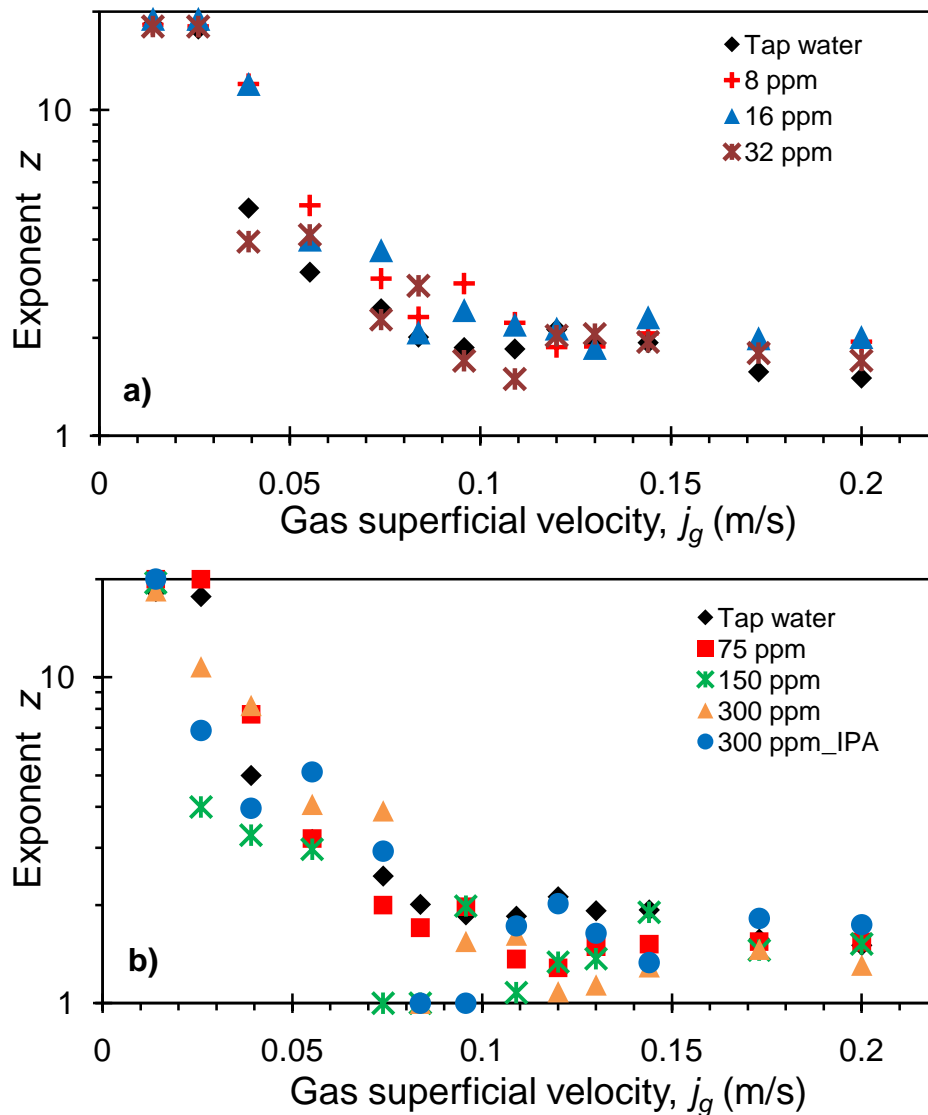 Exponent z
10
1
Tap water
8 ppm
16 ppm
32 ppm
a)
0 0.05 0.1 0.15 0.2
Gas superficial velocity, jg (m/s)
Exponent z
10
1
Tap water
75 ppm
150 ppm
300 ppm
300 ppm_IPA
b)
0 0.05 0.1 0.15 0.2
Gas superficial velocity, jg (m/s)